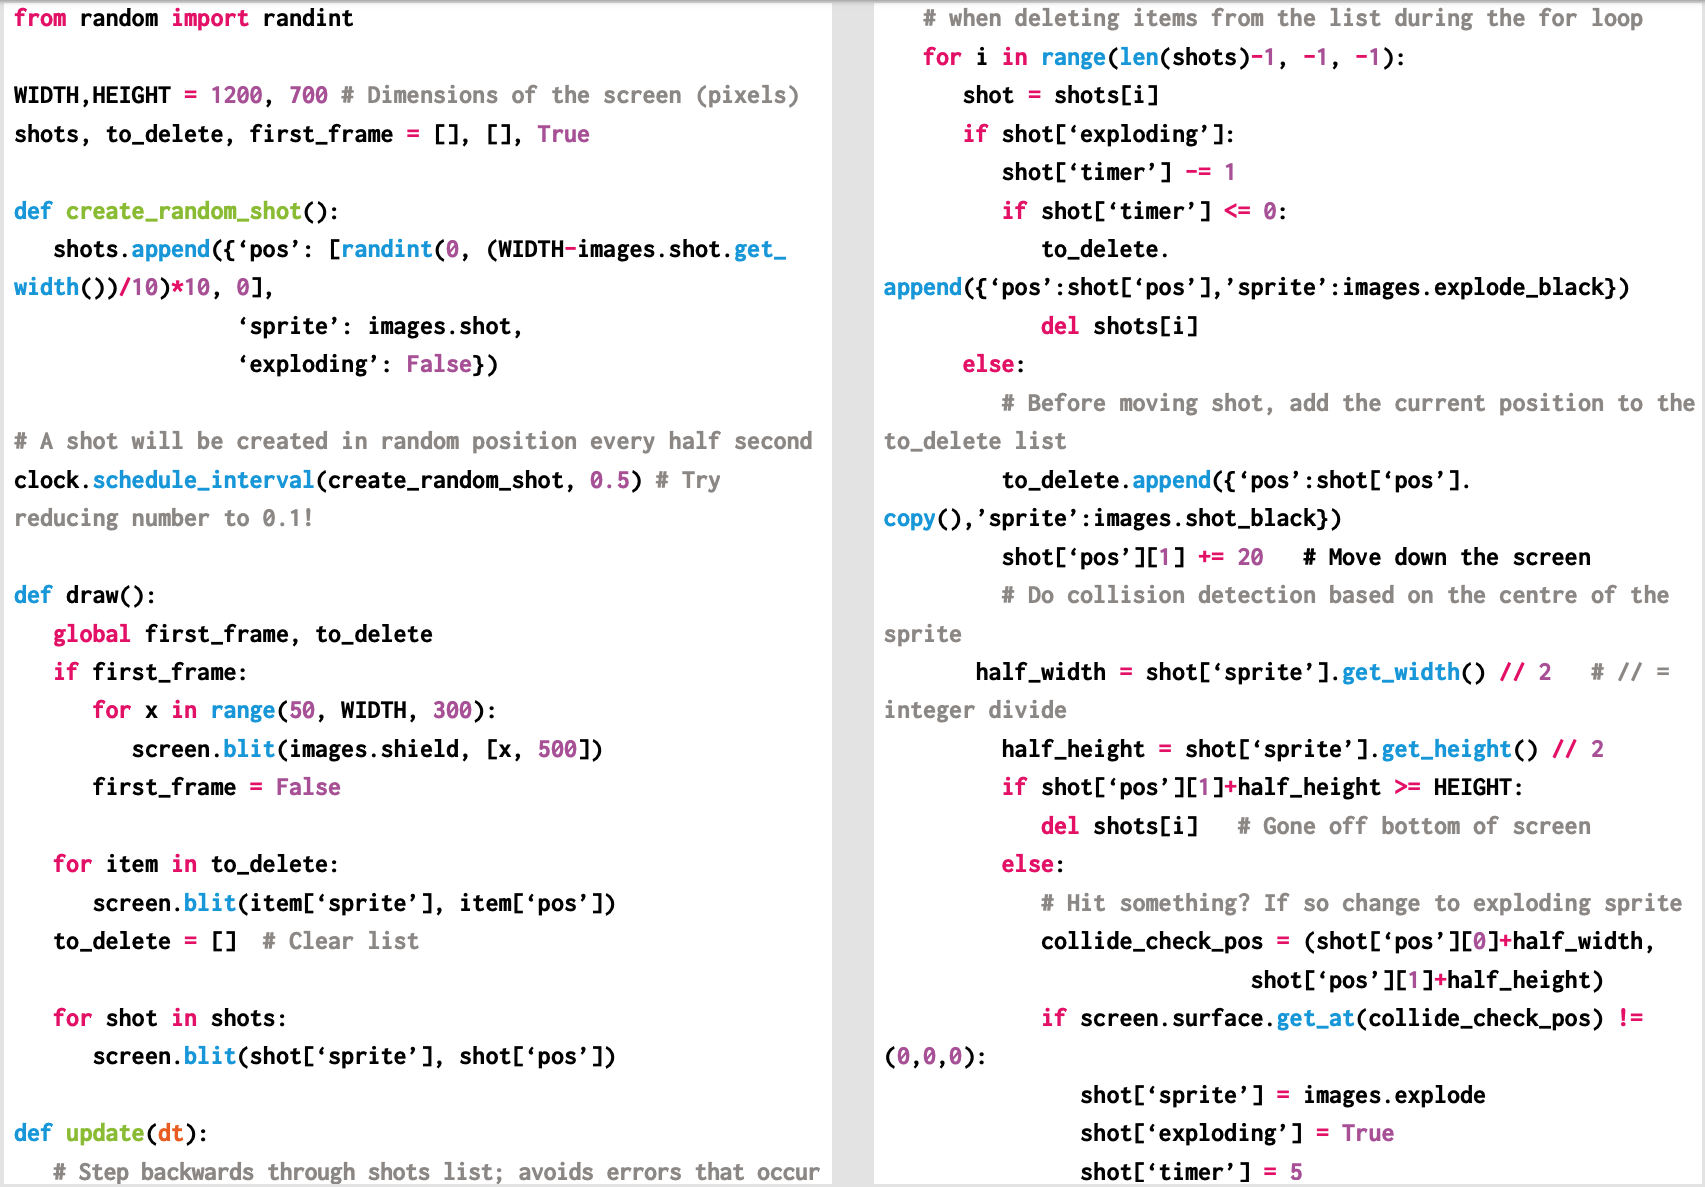 from random import randint
WIDTH,HEIGHT = 1200, 700 # Dimensions of the screen (pixels)
shots, to_delete, first_frame = [], [], True
def create_random_shot():
   shots.append({‘pos’: [randint(0, (WIDTH-images.shot.get_
width())/10)*10, 0],
                 ‘sprite’: images.shot,
                 ‘exploding’: False})
# A shot will be created in random position every half second
clock.schedule_interval(create_random_shot, 0.5) # Try
reducing number to 0.1!
def draw():
   global first_frame, to_delete
   if first_frame:
      for x in range(50, WIDTH, 300):
         screen.blit(images.shield, [x, 500])
      first_frame = False
   for item in to_delete:
      screen.blit(item[‘sprite’], item[‘pos’])
   to_delete = []  # Clear list
   for shot in shots:
      screen.blit(shot[‘sprite’], shot[‘pos’])
def update(dt):
   # Step backwards through shots list; avoids errors that occur
   # when deleting items from the list during the for loop
   for i in range(len(shots)-1, -1, -1):
      shot = shots[i]
      if shot[‘exploding’]:
         shot[‘timer’] -= 1
         if shot[‘timer’] <= 0:
            to_delete.
append({‘pos’:shot[‘pos’],’sprite’:images.explode_black})
            del shots[i]
      else:
         # Before moving shot, add the current position to the
to_delete list
         to_delete.append({‘pos’:shot[‘pos’].
copy(),’sprite’:images.shot_black})
         shot[‘pos’][1] += 20   # Move down the screen
         # Do collision detection based on the centre of the
sprite
       half_width = shot[‘sprite’].get_width() // 2   # // =
integer divide
         half_height = shot[‘sprite’].get_height() // 2
         if shot[‘pos’][1]+half_height >= HEIGHT:
            del shots[i]   # Gone off bottom of screen
         else:
            # Hit something? If so change to exploding sprite
            collide_check_pos = (shot[‘pos’][0]+half_width,
                            shot[‘pos’][1]+half_height)
            if screen.surface.get_at(collide_check_pos) !=
(0,0,0):
               shot[‘sprite’] = images.explode
               shot[‘exploding’] = True
               shot[‘timer’] = 5